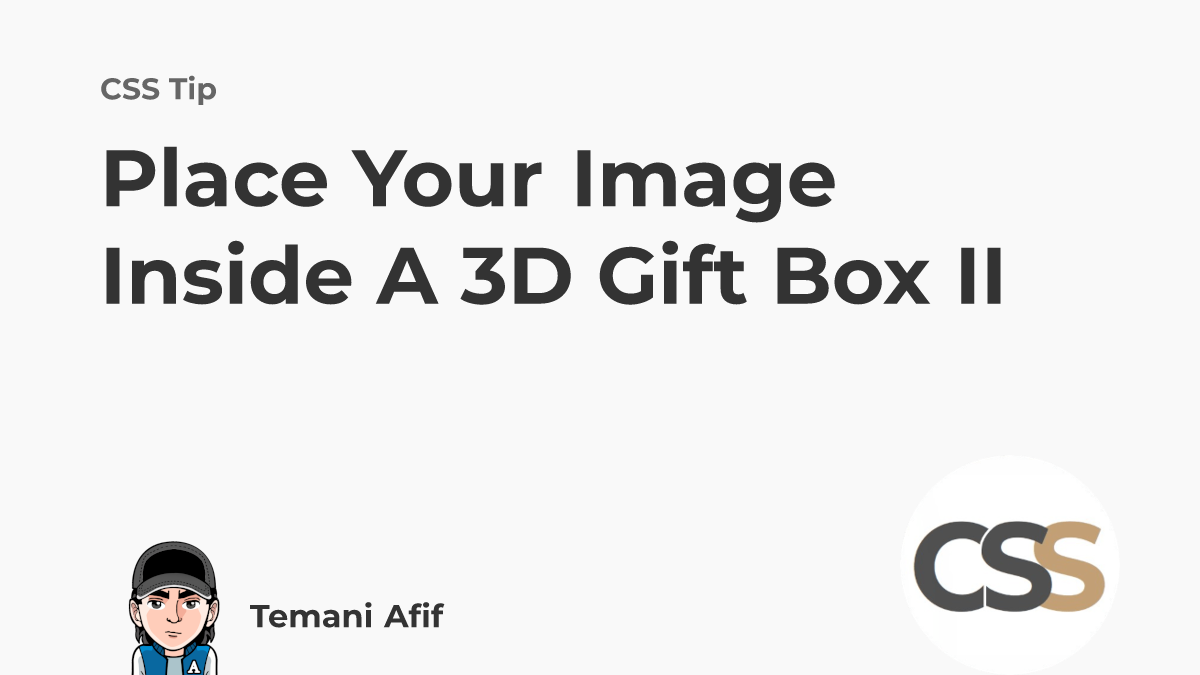 CSS Tip
Place Your Image
Inside A 3D Gift Box II
Temani Afif
A
CSS